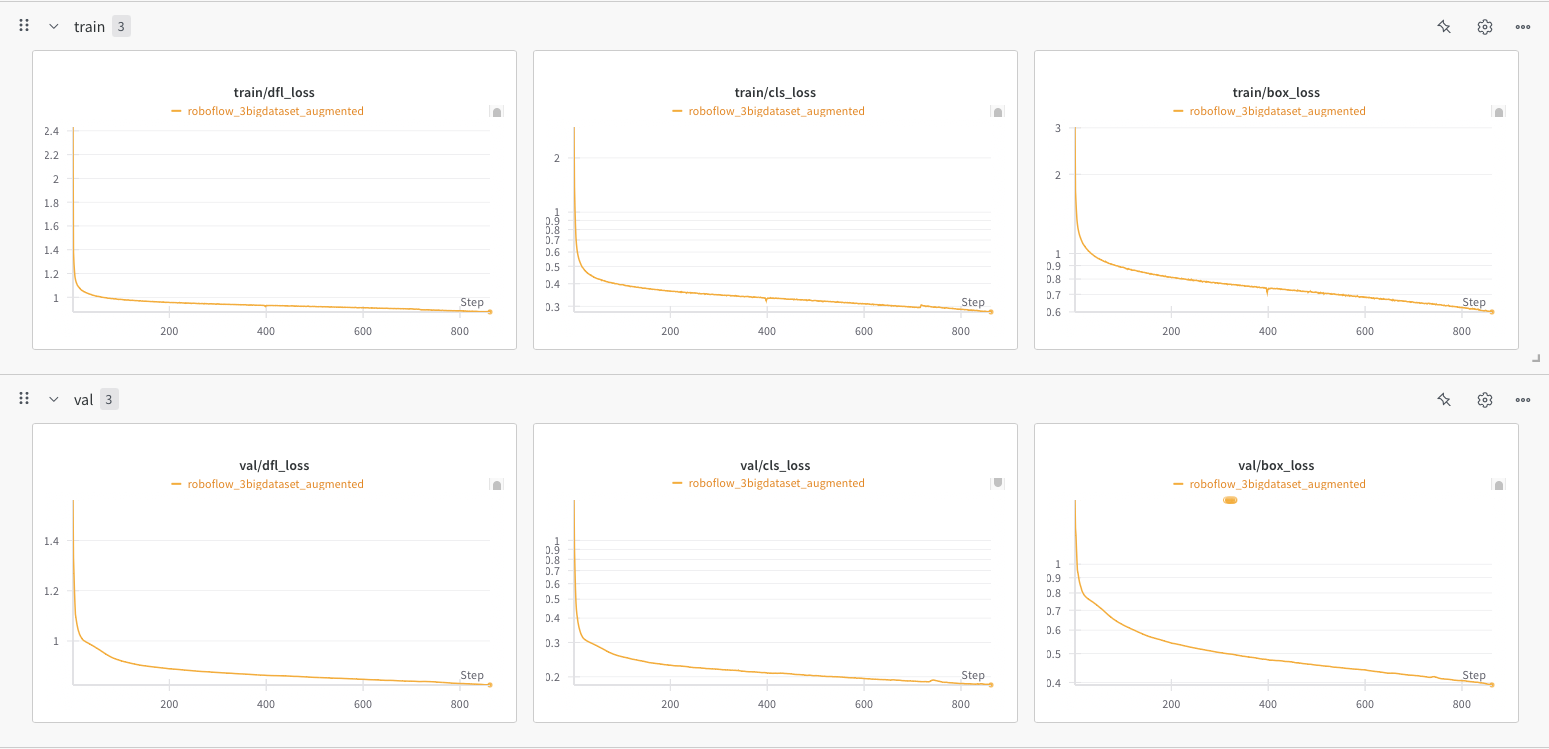 train 3
train/dfl_loss
roboflow_3bigdataset_augmented
2.4
2.2
2
1.8
1.6
1.4
1.2
1
Step
200 400 600 800
train/cls_loss
roboflow_3bigdataset_augmented
2
1
0.9
0.8
0.7
0.6
0.5
0.4
0.3
Step
200 400 600 800
train/box_loss
roboflow_3bigdataset_augmented
3
2
1
0.9
0.8
0.7
0.6
Step
200 400 600 800
val 3
val/dfl_loss
roboflow_3bigdataset_augmented
1.4
1.2
1
Step
200 400 600 800
val/cls_loss
roboflow_3bigdataset_augmented
1
0.9
0.8
0.7
0.6
0.5
0.4
0.3
0.2
Step
200 400 600 800
val/box_loss
roboflow_3bigdataset_augmented
1
0.9
0.8
0.7
0.6
0.5
0.4
Step
200 400 600 800